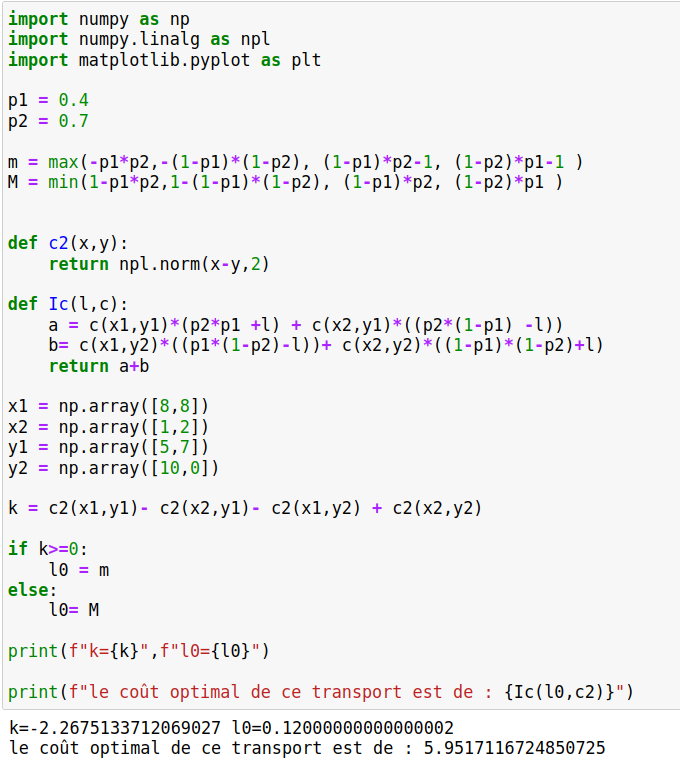 import numpy as np
import numpy.linalg as npl
import matplotlib.pyplot as plt

p1 = 0.4
p2 = 0.7

m = max(-p1*p2,-(1-p1)*(1-p2), (1-p1)*p2-1, (1-p2)*p1-1 )
M = min(1-p1*p2,1-(1-p1)*(1-p2), (1-p1)*p2, (1-p2)*p1 )


def c2(x,y):
    return npl.norm(x-y,2)

def Ic(l,c):
    a = c(x1,y1)*(p2*p1 +l) + c(x2,y1)*((p2*(1-p1) -l))
    b= c(x1,y2)*((p1*(1-p2)-l))+ c(x2,y2)*((1-p1)*(1-p2)+l)
    return a+b

x1 = np.array([8,8])
x2 = np.array([1,2])
y1 = np.array([5,7])
y2 = np.array([10,0])

k = c2(x1,y1)- c2(x2,y1)- c2(x1,y2) + c2(x2,y2)

if k>=0:
    l0 = m
else:
    l0= M

print(f"k={k}",f"l0={l0}")

print(f"le coût optimal de ce transport est de : {Ic(l0,c2)}")

k=-2.2675133712069027 l0=0.12000000000000002
le coût optimal de ce transport est de : 5.9517116724850725